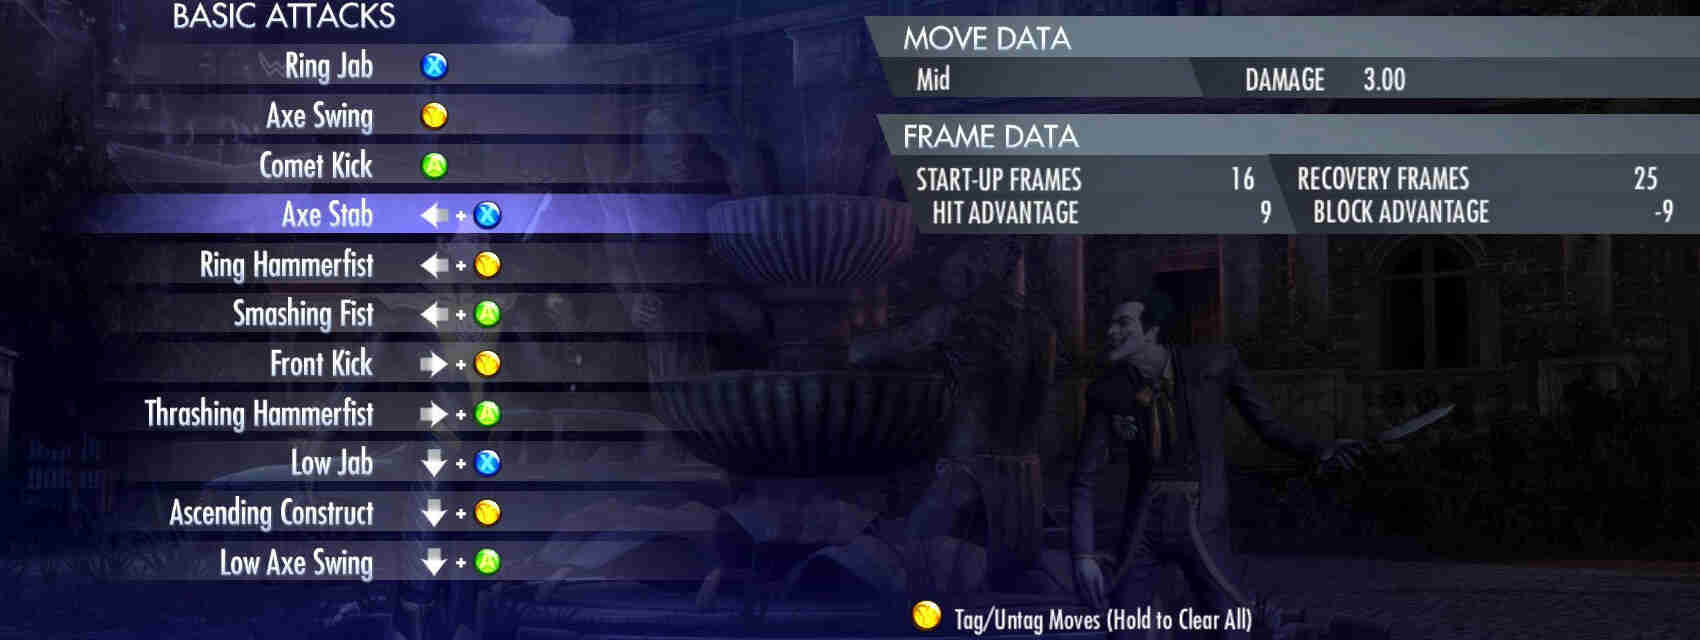 BASIC ATTACKS
Ring Jab X
Axe Swing Y
Comet Kick A
Axe Stab + X
Ring Hammerfist + Y
Smashing Fist + A
Front Kick + Y
Thrashing Hammerfist + A
Low Jab + X
Ascending Construct + Y
Low Axe Swing + A
MOVE DATA
Mid DAMAGE 3.00
FRAME DATA
START-UP FRAMES 16 RECOVERY FRAMES 25
HIT ADVANTAGE 9 BLOCK ADVANTAGE -9
Y Tag/Untag Moves (Hold to Clear All)